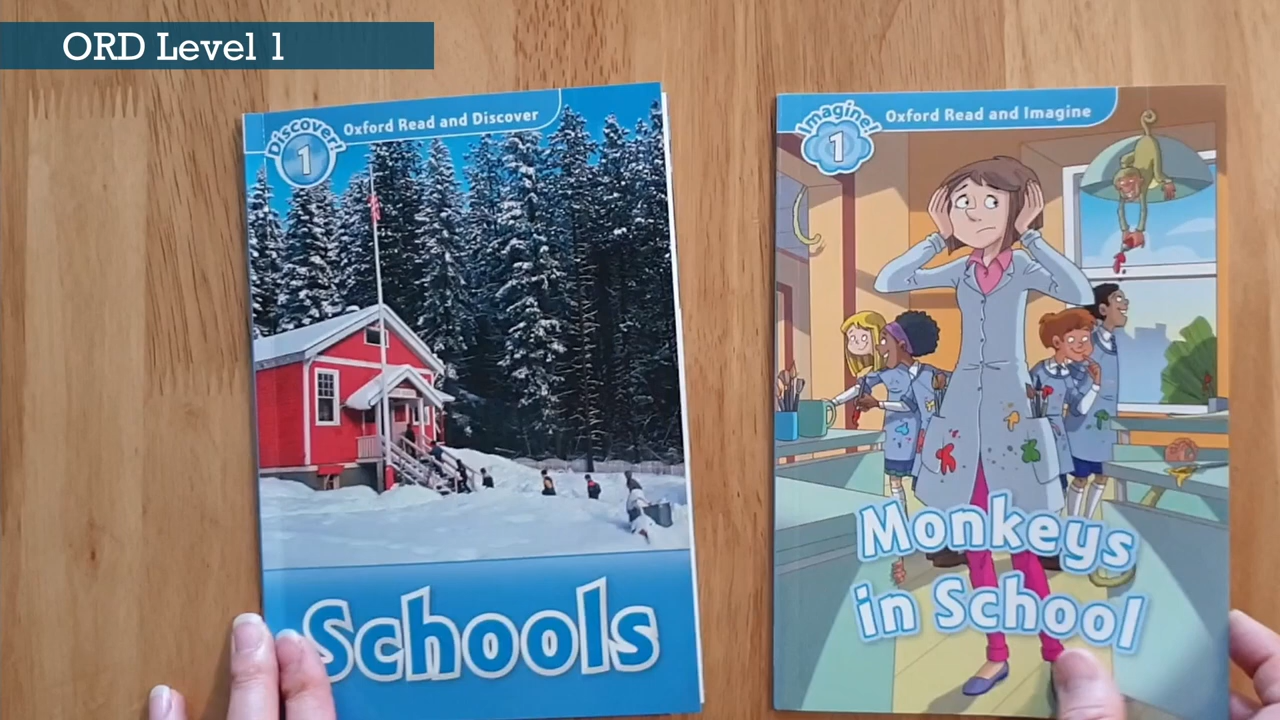 ORD Level 1
Discover!
1
Oxford Read and Discover
Schools
Imagine!
1
Oxford Read and Imagine
Monkeys
in School